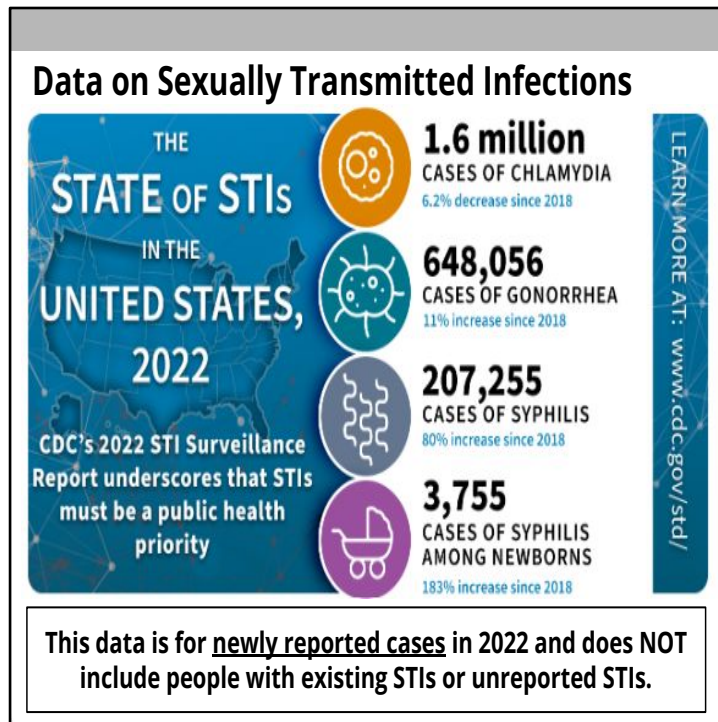 Data on Sexually Transmitted Infections
THE
STATE OF STIs
IN THE
UNITED STATES,
2022
CDC's 2022 STI Surveillance
Report underscores that STIs
must be a public health
priority
1.6 million
CASES OF CHLAMYDIA
6.2% decrease since 2018
648,056
CASES OF GONORRHEA
11% increase since 2018
207,255
CASES OF SYPHILIS
80% increase since 2018
3,755
CASES OF SYPHILIS
AMONG NEWBORNS
183% increase since 2018
LEARN MORE AT: www.cdc.gov/std/
This data is for newly reported cases in 2022 and does NOT
include people with existing STIs or unreported STIs.